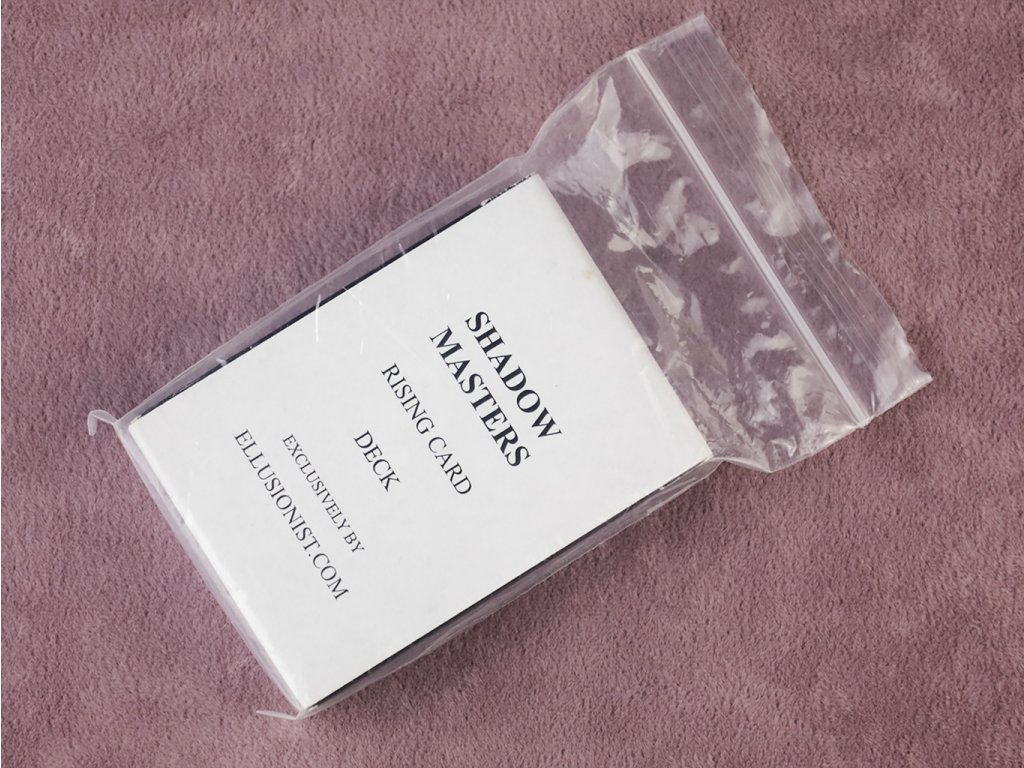 SHADOW
MASTERS
RISING CARD
DECK
EXCLUSIVELY BY
ELLUSIONIST.COM